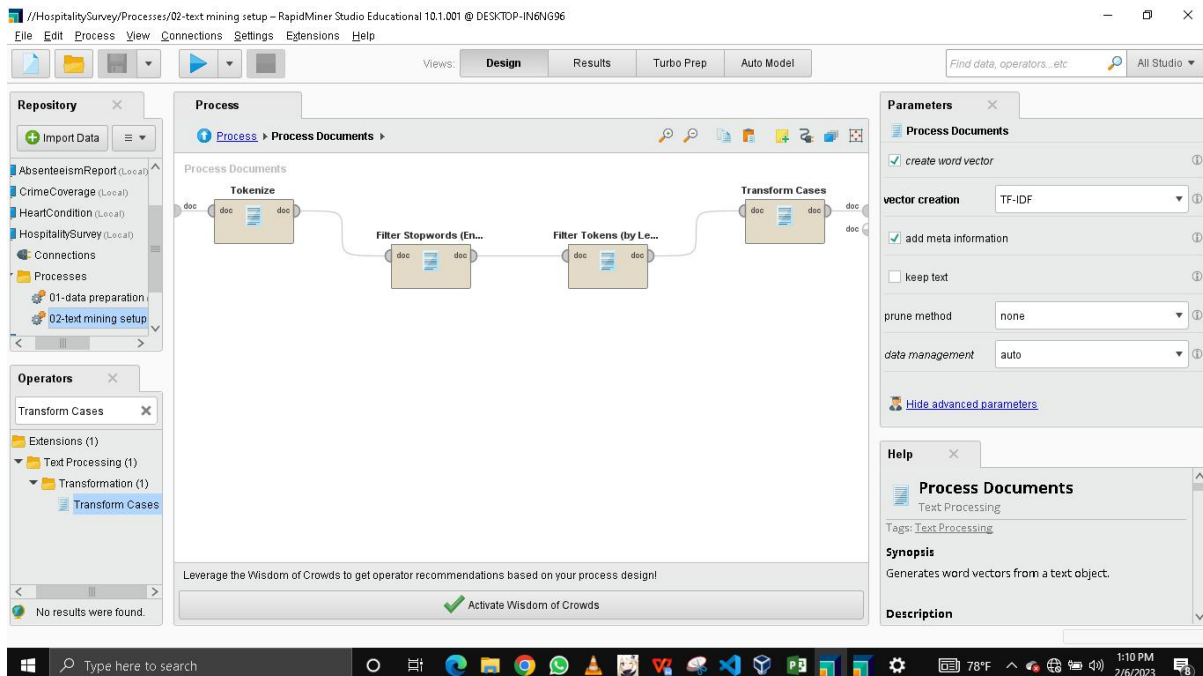 //HospitalitySurvey/Processes/02-text mining setup – RapidMiner Studio Educational 10.1.001 @ DESKTOP-IN6NG96
File Edit Process View Connections Settings Extensions Help
Views: Design Results Turbo Prep Auto Model
Find data, operators...etc
All Studio
Repository
Import Data
AbsenteeismReport (Local)
CrimeCoverage (Local)
HeartCondition (Local)
HospitalitySurvey (Local)
Connections
Processes
01-data preparation
02-text mining setup
Operators
Transform Cases
Extensions (1)
Text Processing (1)
Transformation (1)
Transform Cases
No results were found.
Process
Process Process Documents
Process Documents
Tokenize
doc doc doc
Filter Stopwords (En...
doc doc
Filter Tokens (by Le...
doc doc
Transform Cases
doc doc doc
doc
Leverage the Wisdom of Crowds to get operator recommendations based on your process design!
Activate Wisdom of Crowds
Parameters
Process Documents
create word vector
vector creation TF-IDF
add meta information
keep text
prune method none
data management auto
Hide advanced parameters
Help
Process Documents
Text Processing
Tags: Text Processing
Synopsis
Generates word vectors from a text object.
Description
Type here to search
78°F
1:10 PM
2/6/2023